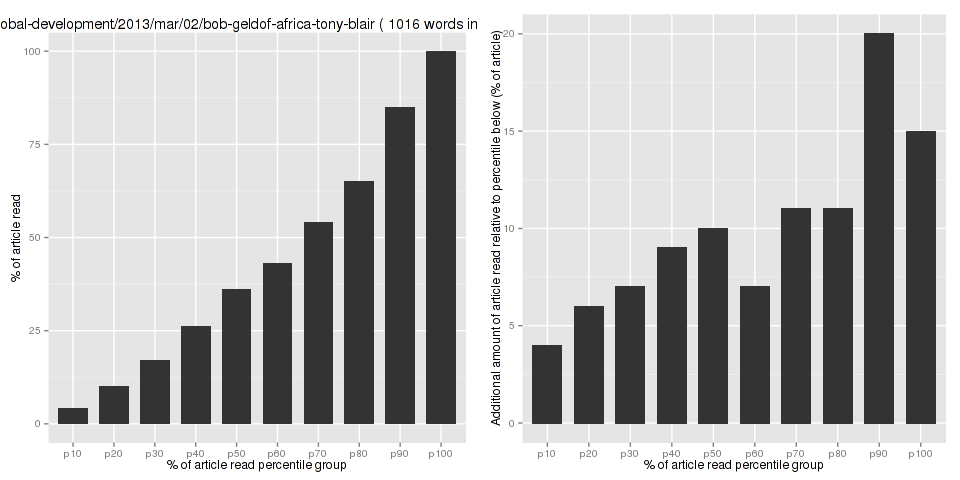 obal-development/2013/mar/02/bob-geldof-africa-tony-blair ( 1016 words in
% of article read
100
75
50
25
0
p10 p20 p30 p40 p50 p60 p70 p80 p90 p100
% of article read percentile group
Additional amount of article read relative to percentile below (% of article)
20
15
10
5
0
p10 p20 p30 p40 p50 p60 p70 p80 p90 p100
% of article read percentile group